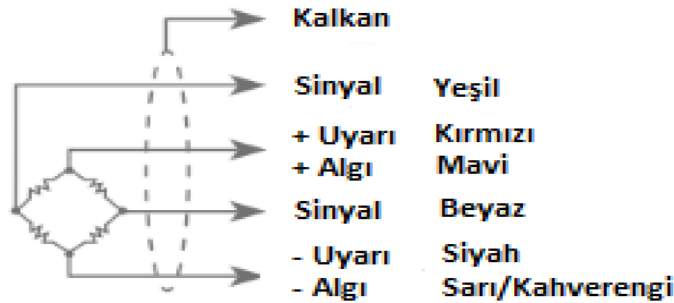 Kalkan
Sinyal Yeşil
+ Uyarı Kırmızı
+ Algı Mavi
Sinyal Beyaz
- Uyarı Siyah
- Algı Sarı/Kahverengi